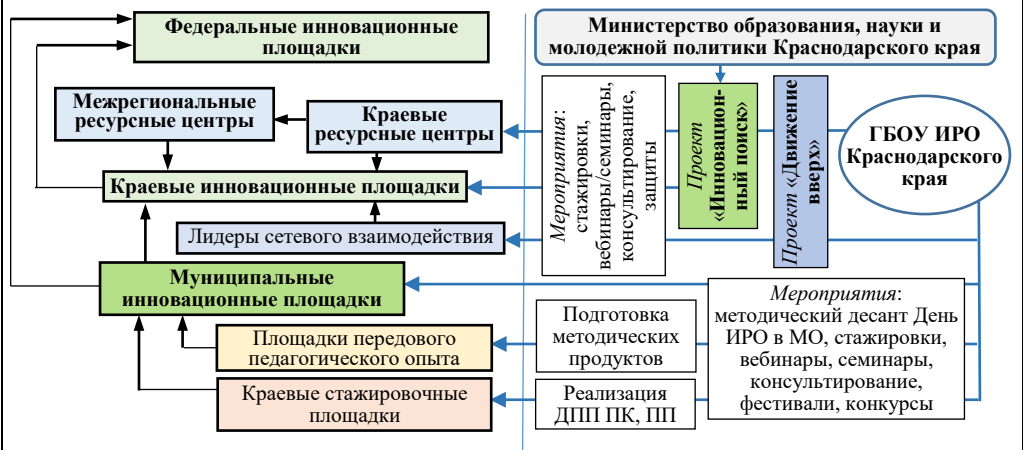 Федеральные инновационные
площадки
Министерство образования, науки и
молодежной политики Краснодарского края
Межрегиональные
ресурсные центры
Краевые
ресурсные центры
Краевые инновационные площадки
Лидеры сетевого взаимодействия
Муниципальные
инновационные площадки
Площадки передового
педагогического опыта
Краевые стажировочные
площадки
Мероприятия:
стажировки,
вебинары/семинары,
консультирование,
защиты
Проект
«Инновацион-
ный поиск»
Проект «Движение
вверх»
ГБОУ ИРО
Краснодарского
края
Подготовка
методических
продуктов
Реализация
ДПП ПК, ПП
Мероприятия:
методический десант День
ИРО в МО, стажировки,
вебинары, семинары,
консультирование,
фестивали, конкурсы